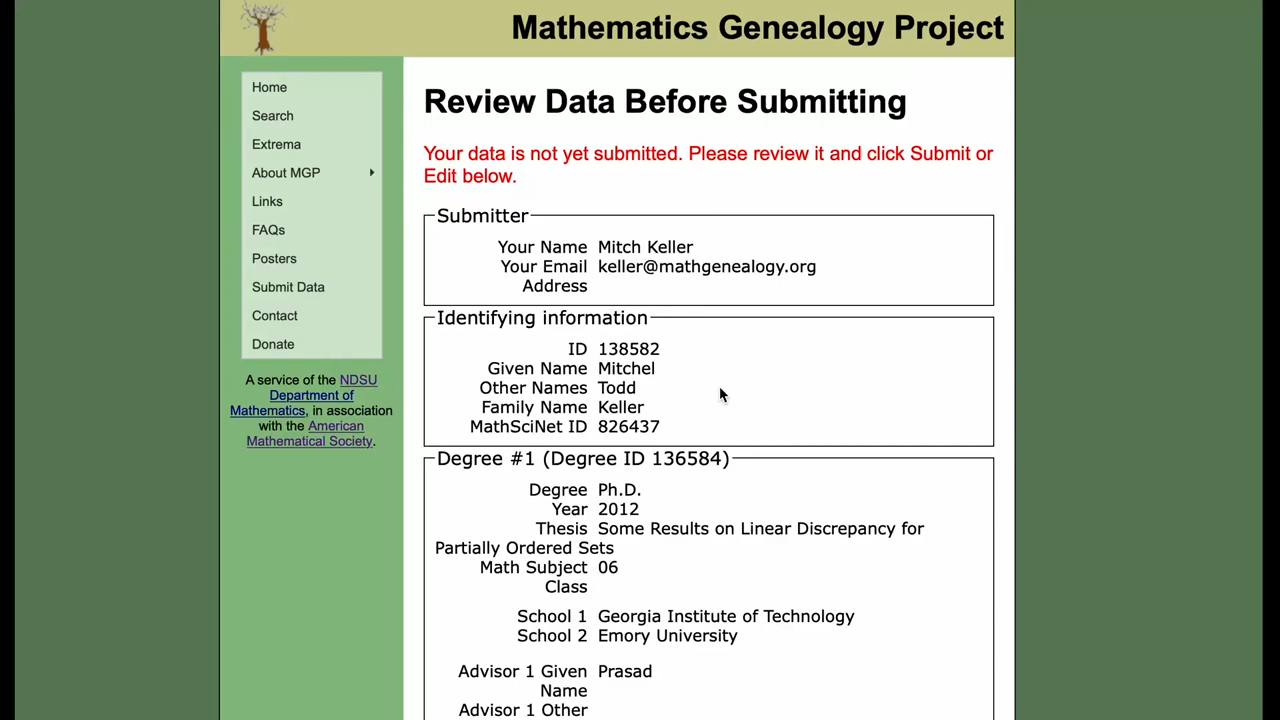 Mathematics Genealogy Project
Home
Search
Extrema
About MGP
Links
FAQs
Posters
Submit Data
Contact
Donate
A service of the NDSU
Department of
Mathematics, in association
with the American
Mathematical Society.
Review Data Before Submitting
Your data is not yet submitted. Please review it and click Submit or
Edit below.
Submitter
Your Name Mitch Keller
Your Email keller@mathgenealogy.org
Address
Identifying information
ID 138582
Given Name Mitchel
Other Names Todd
Family Name Keller
MathSciNet ID 826437
Degree #1 (Degree ID 136584)
Degree Ph.D.
Year 2012
Thesis Some Results on Linear Discrepancy for
Partially Ordered Sets
Math Subject 06
Class
School 1 Georgia Institute of Technology
School 2 Emory University
Advisor 1 Given Prasad
Name
Advisor 1 Other